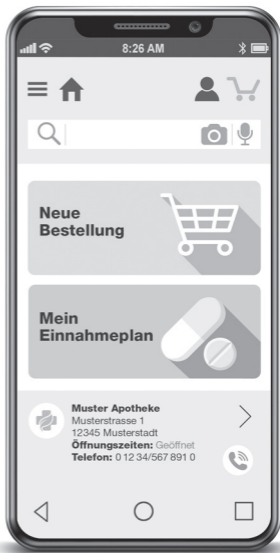 8:26 AM
Neue
Bestellung
Mein
Einnahmeplan
Muster Apotheke
Musterstrasse 1
12345 Musterstadt
Öffnungszeiten: Geöffnet
Telefon: 0 12 34/567 891 0